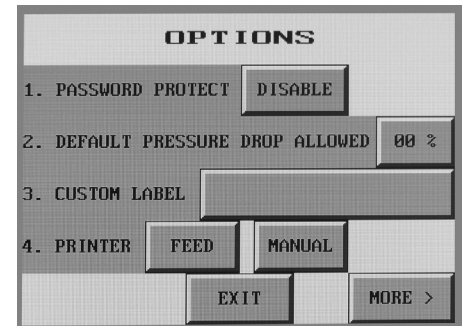 OPTIONS
1. PASSWORD PROTECT DISABLE
2. DEFAULT PRESSURE DROP ALLOWED 00 %
3. CUSTOM LABEL
4. PRINTER FEED MANUAL
EXIT MORE >